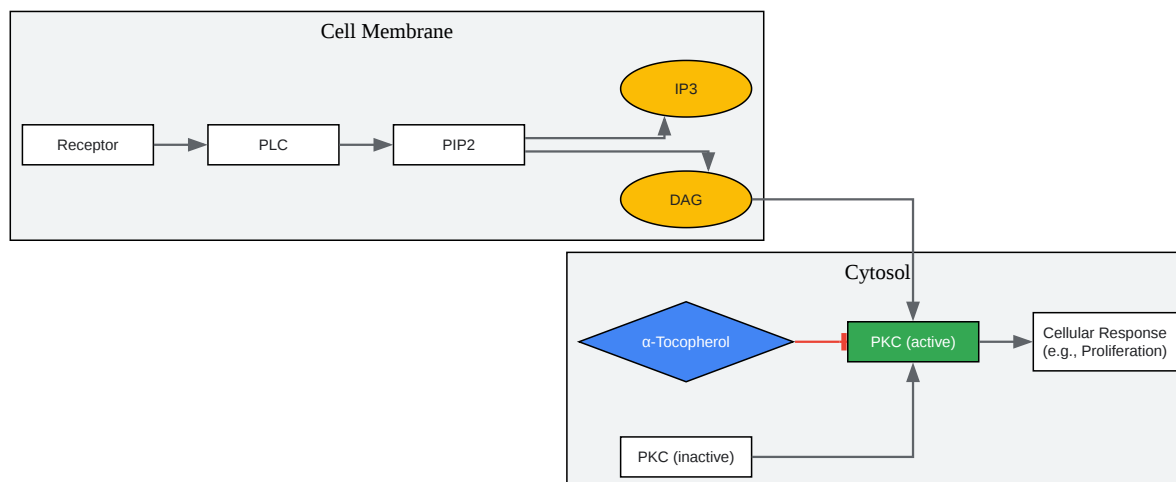 Cell Membrane
IP3
Receptor
PLC
PIP2
DAG
Cytosol
α-Tocopherol
PKC (active)
Cellular Response
(e.g., Proliferation)
PKC (inactive)